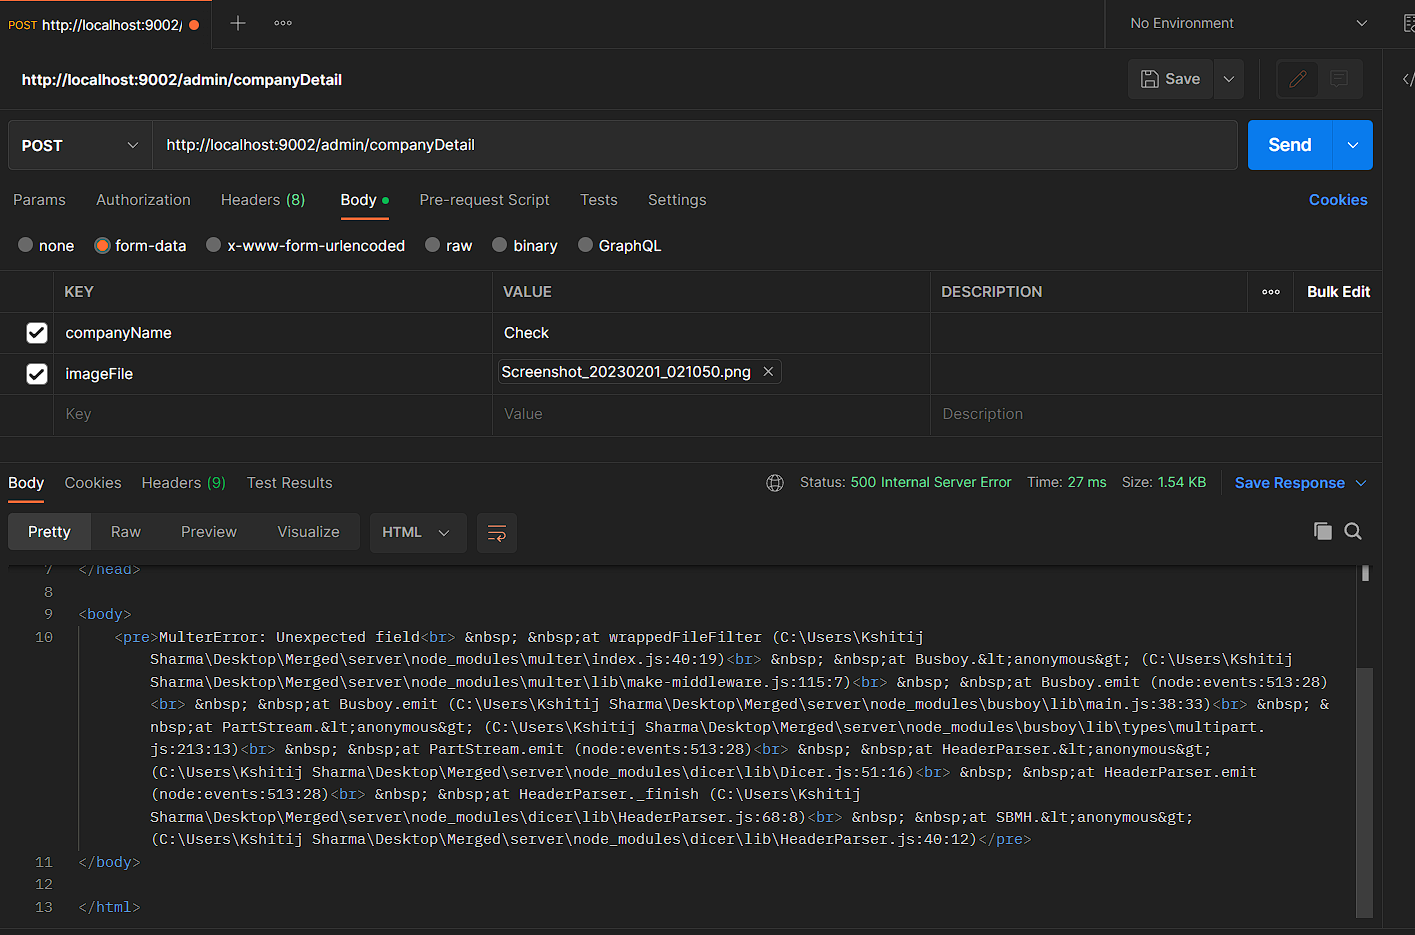 POST http://localhost:9002/
No Environment
http://localhost:9002/admin/companyDetail
Save
POST
http://localhost:9002/admin/companyDetail
Send
Params Authorization Headers (8) Body Pre-request Script Tests Settings Cookies
none form-data x-www-form-urlencoded raw binary GraphQL
KEY VALUE DESCRIPTION Bulk Edit
companyName Check
imageFile Screenshot_20230201_021050.png
Key Value Description
Body Cookies Headers (9) Test Results Status: 500 Internal Server Error Time: 27 ms Size: 1.54 KB Save Response
Pretty Raw Preview Visualize HTML
7 </head>
8
9 <body>
10 <pre>MulterError: Unexpected field<br> &nbsp; &nbsp;at wrappedFileFilter (C:\Users\Kshitij
Sharma\Desktop\Merged\server\node_modules\multer\index.js:40:19)<br> &nbsp; &nbsp;at Busboy.&lt;anonymous&gt; (C:\Users\Kshitij
Sharma\Desktop\Merged\server\node_modules\multer\lib\make-middleware.js:115:7)<br> &nbsp; &nbsp;at Busboy.emit (node:events:513:28)
<br> &nbsp; &nbsp;at Busboy.emit (C:\Users\Kshitij Sharma\Desktop\Merged\server\node_modules\busboy\lib\main.js:38:33)<br> &nbsp; &
nbsp;at PartStream.&lt;anonymous&gt; (C:\Users\Kshitij Sharma\Desktop\Merged\server\node_modules\busboy\lib\types\multipart.
js:213:13)<br> &nbsp; &nbsp;at PartStream.emit (node:events:513:28)<br> &nbsp; &nbsp;at HeaderParser.&lt;anonymous&gt;
(C:\Users\Kshitij Sharma\Desktop\Merged\server\node_modules\dicer\lib\Dicer.js:51:16)<br> &nbsp; &nbsp;at HeaderParser.emit
(node:events:513:28)<br> &nbsp; &nbsp;at HeaderParser._finish (C:\Users\Kshitij
Sharma\Desktop\Merged\server\node_modules\dicer\lib\HeaderParser.js:68:8)<br> &nbsp; &nbsp;at SBMH.&lt;anonymous&gt;
(C:\Users\Kshitij Sharma\Desktop\Merged\server\node_modules\dicer\lib\HeaderParser.js:40:12)</pre>
11 </body>
12
13 </html>